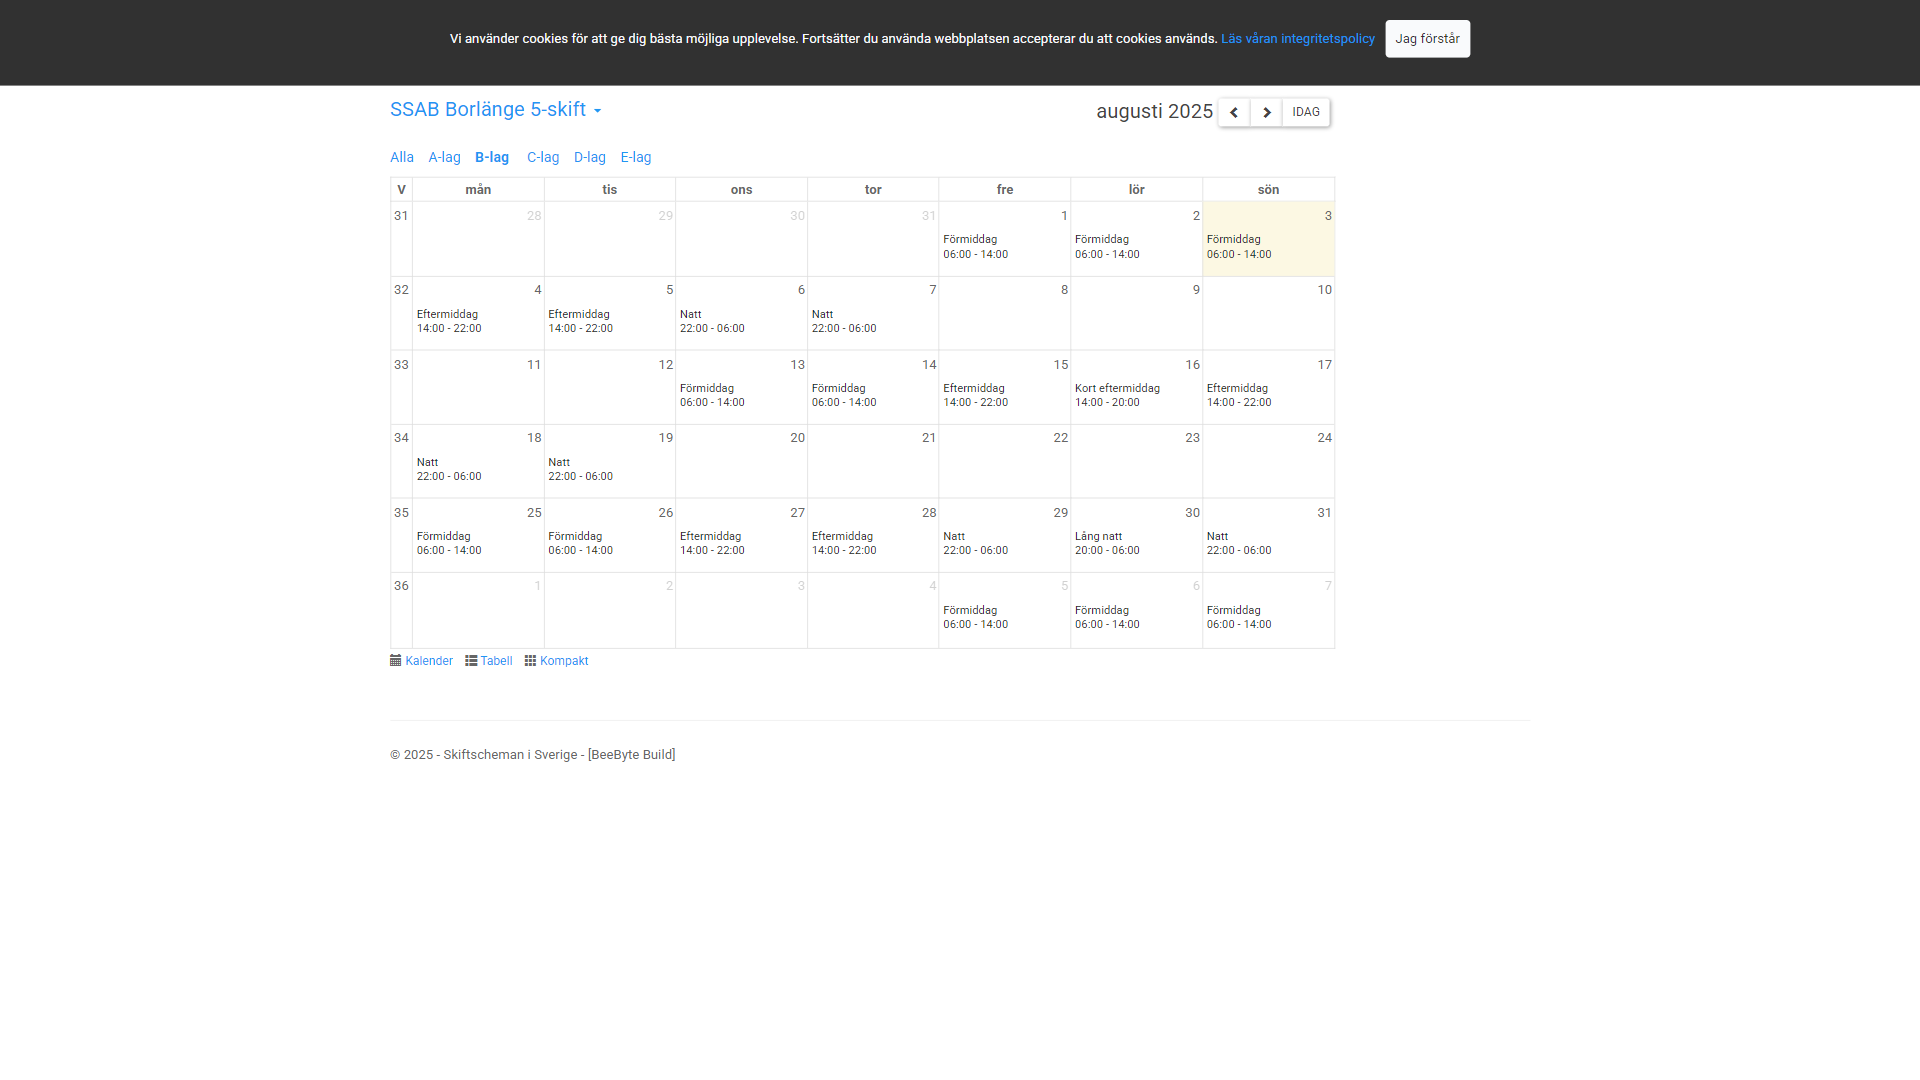 Vi använder cookies för att ge dig bästa möjliga upplevelse. Fortsätter du använda webbplatsen accepterar du att cookies används. Läs våran integritetspolicy Jag förstår
SSAB Borlänge 5-skift augusti 2025 IDAG
Alla A-lag B-lag C-lag D-lag E-lag
V mån tis ons tor fre lör sön
31 28 29 30 31 1 2 3
Förmiddag Förmiddag Förmiddag
06:00 - 14:00 06:00 - 14:00 06:00 - 14:00
32 4 5 6 7 8 9 10
Eftermiddag Eftermiddag Natt Natt
14:00 - 22:00 14:00 - 22:00 22:00 - 06:00 22:00 - 06:00
33 11 12 13 14 15 16 17
Förmiddag Förmiddag Eftermiddag Kort eftermiddag Eftermiddag
06:00 - 14:00 06:00 - 14:00 14:00 - 22:00 14:00 - 20:00 14:00 - 22:00
34 18 19 20 21 22 23 24
Natt Natt
22:00 - 06:00 22:00 - 06:00
35 25 26 27 28 29 30 31
Förmiddag Förmiddag Eftermiddag Eftermiddag Natt Lång natt Natt
06:00 - 14:00 06:00 - 14:00 14:00 - 22:00 14:00 - 22:00 22:00 - 06:00 20:00 - 06:00 22:00 - 06:00
36 1 2 3 4 5 6 7
Förmiddag Förmiddag Förmiddag
06:00 - 14:00 06:00 - 14:00 06:00 - 14:00
Kalender Tabell Kompakt
© 2025 - Skiftscheman i Sverige - [BeeByte Build]